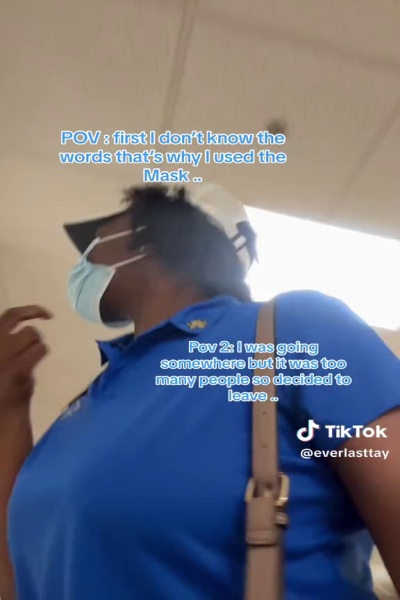 POV : first I don't know the
words that's why I used the
Mask ..
Pov 2: I was going
somewhere but it was too
many people so decided to
leave ..
TikTok
@everlasttay